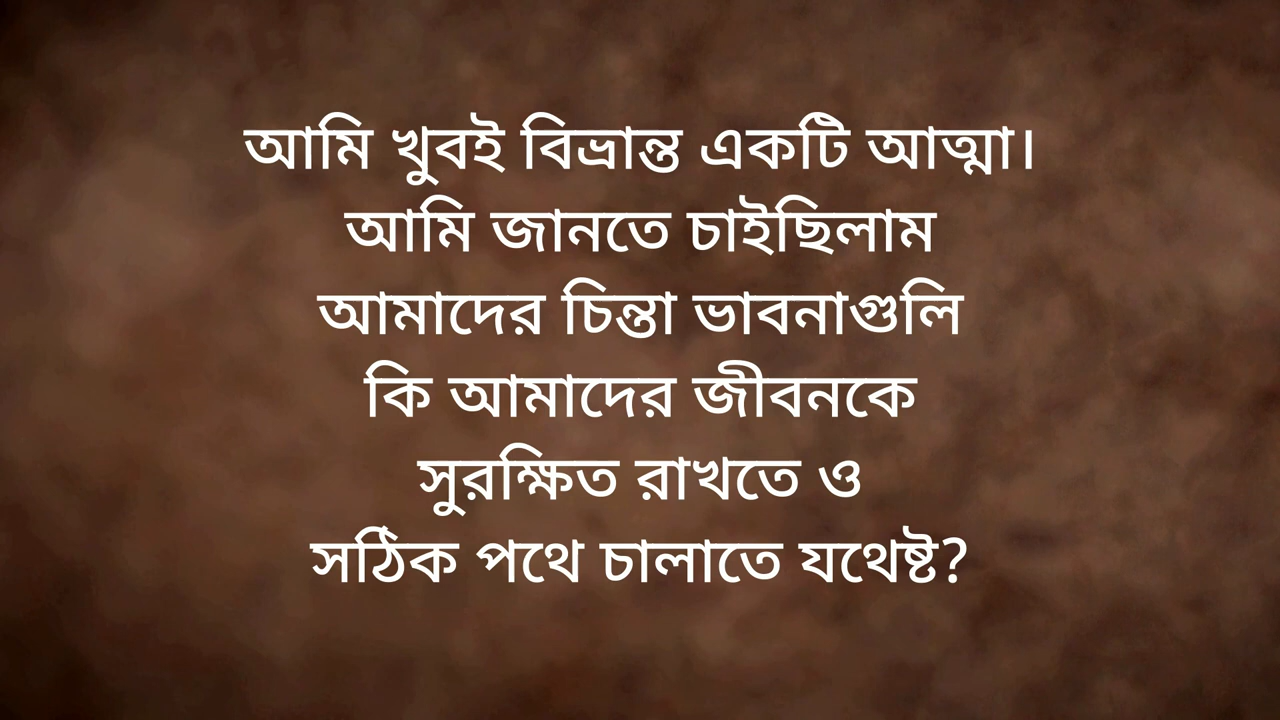 আমি খুবই বিভ্রান্ত একটি আত্মা।
আমি জানতে চাইছিলাম
আমাদের চিন্তা ভাবনাগুলি
কি আমাদের জীবনকে
সুরক্ষিত রাখতে ও
সঠিক পথে চালাতে যথেষ্ট?